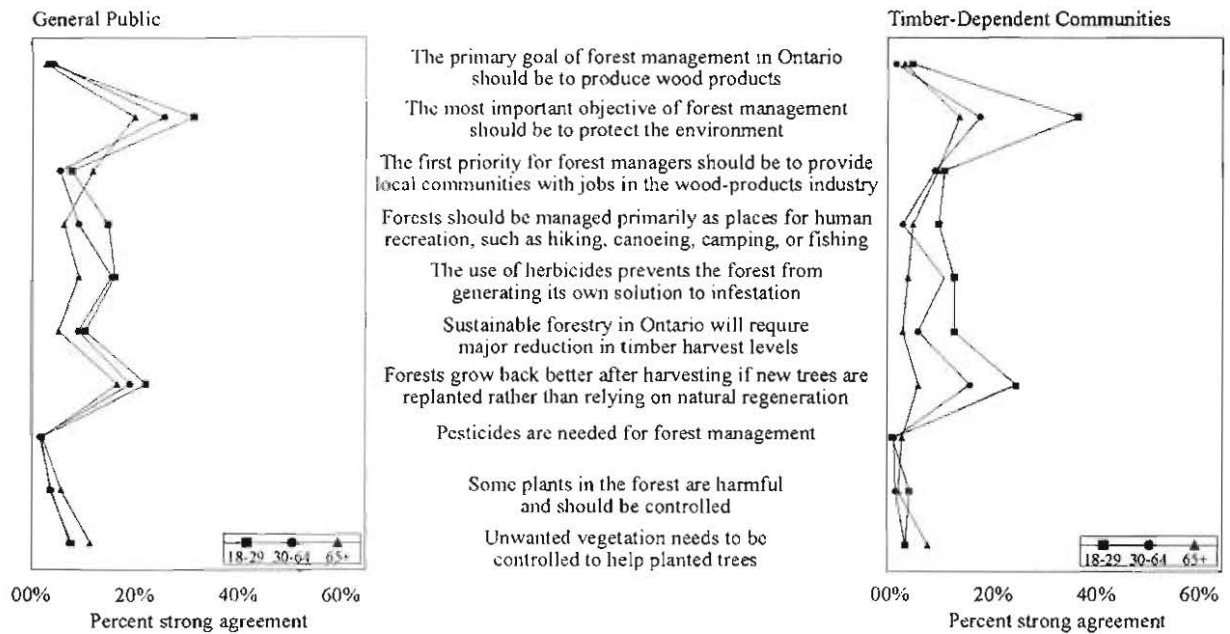 General Public
Timber-Dependent Communities
The primary goal of forest management in Ontario
should be to produce wood products
The most important objective of forest management
should be to protect the environment
The first priority for forest managers should be to provide
local communities with jobs in the wood-products industry
Forests should be managed primarily as places for human
recreation, such as hiking, canoeing, camping, or fishing
The use of herbicides prevents the forest from
generating its own solution to infestation
Sustainable forestry in Ontario will require
major reduction in timber harvest levels
Forests grow back better after harvesting if new trees are
replanted rather than relying on natural regeneration
Pesticides are needed for forest management
Some plants in the forest are harmful
and should be controlled
Unwanted vegetation needs to be
controlled to help planted trees
18-29 30-64 65+
18-29 30-64 65+
00% 20% 40% 60%
00% 20% 40% 60%
Percent strong agreement
Percent strong agreement